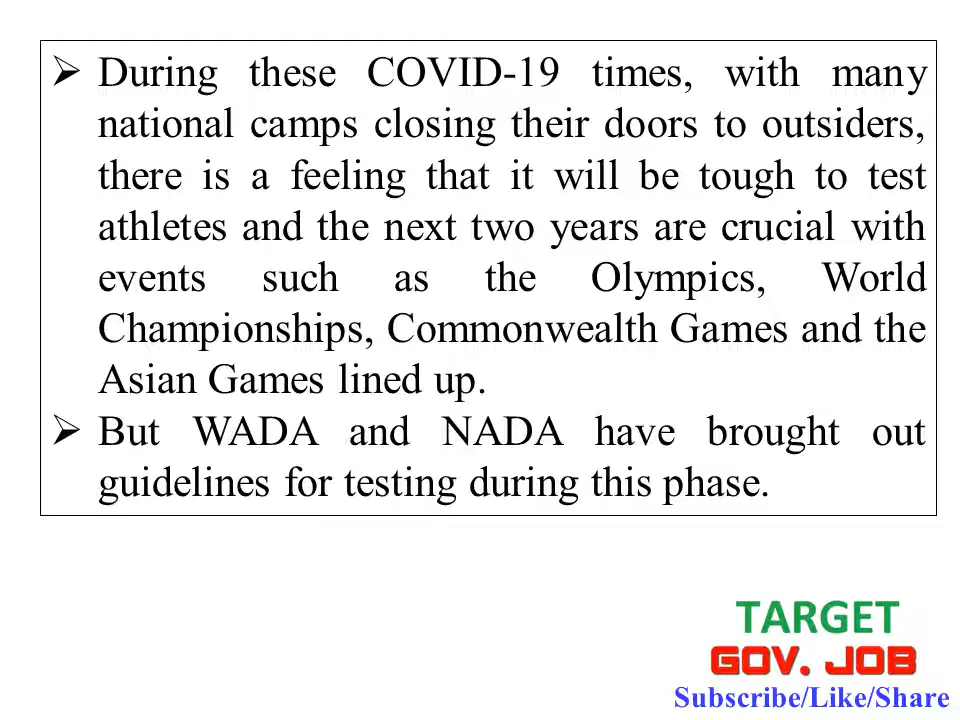 ➢ During these COVID-19 times, with many
national camps closing their doors to outsiders,
there is a feeling that it will be tough to test
athletes and the next two years are crucial with
events such as the Olympics, World
Championships, Commonwealth Games and the
Asian Games lined up.
➢ But WADA and NADA have brought out
guidelines for testing during this phase.
TARGET
GOV. JOB
Subscribe/Like/Share